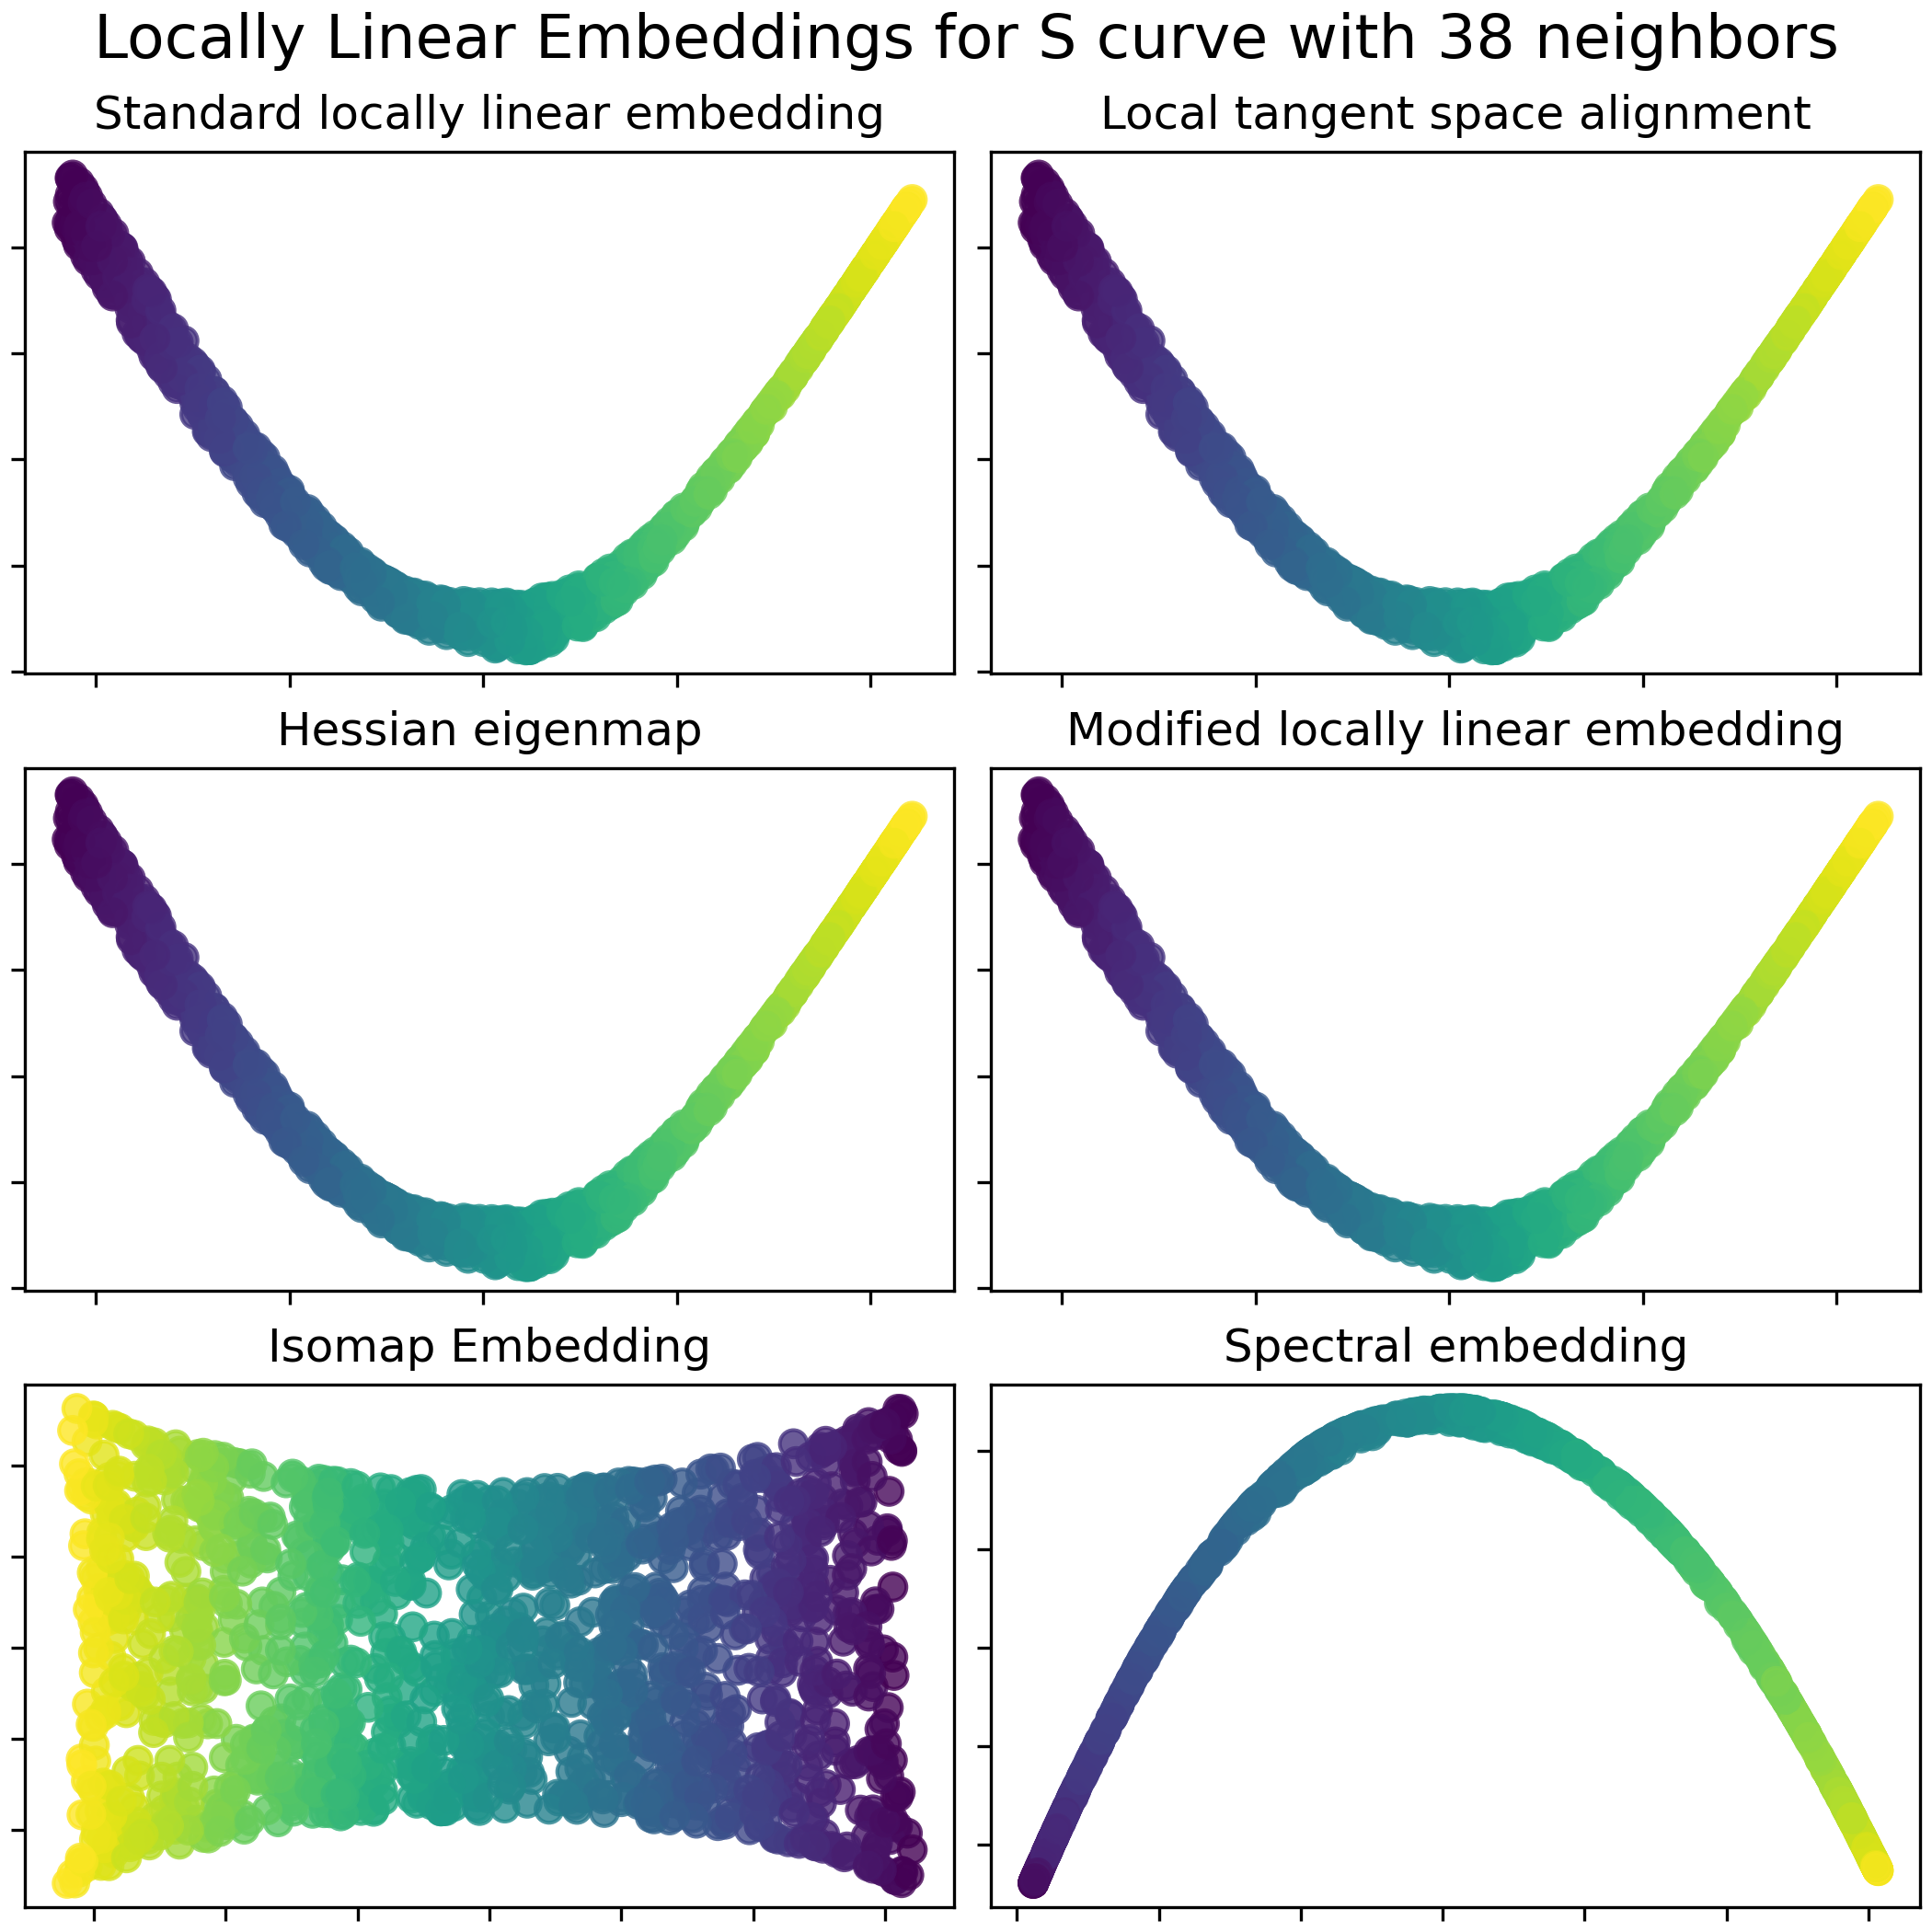 Locally Linear Embeddings for S curve with 38 neighbors
Standard locally linear embedding
Local tangent space alignment
Hessian eigenmap
Modified locally linear embedding
Isomap Embedding
Spectral embedding